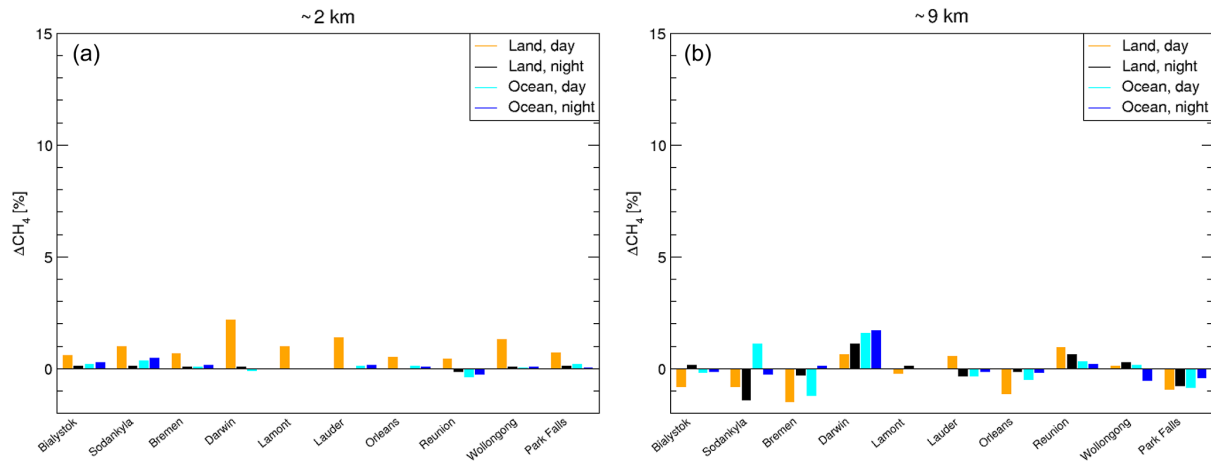 ~ 2 km
(a)
Land, day
Land, night
Ocean, day
Ocean, night
15
10
5
0
ΔCH₄ [%]
Bialystok
Sodankyla
Bremen
Darwin
Lamont
Lauder
Orleans
Reunion
Wollongong
Park Falls
~ 9 km
(b)
Land, day
Land, night
Ocean, day
Ocean, night
15
10
5
0
ΔCH₄ [%]
Bialystok
Sodankyla
Bremen
Darwin
Lamont
Lauder
Orleans
Reunion
Wollongong
Park Falls